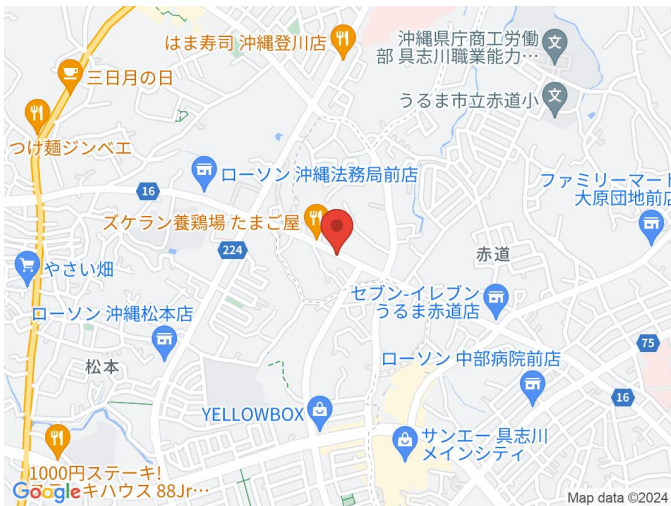 はま寿司 沖縄登川店
沖縄県庁商工労働
部 具志川職業能力…
三日月の日
うるま市立赤道小
つけ麺ジンベエ
16
ローソン 沖縄法務局前店
ファミリーマート
大原団地前店
ズケラン養鶏場 たまご屋
224
赤道
やさい畑
セブン-イレブン
うるま赤道店
ローソン 沖縄松本店
75
松本
ローソン 中部病院前店
16
YELLOWBOX
サンエー 具志川
メインシティ
1000円ステーキ!
キハウス 88Jr…
Google
Map data ©2024